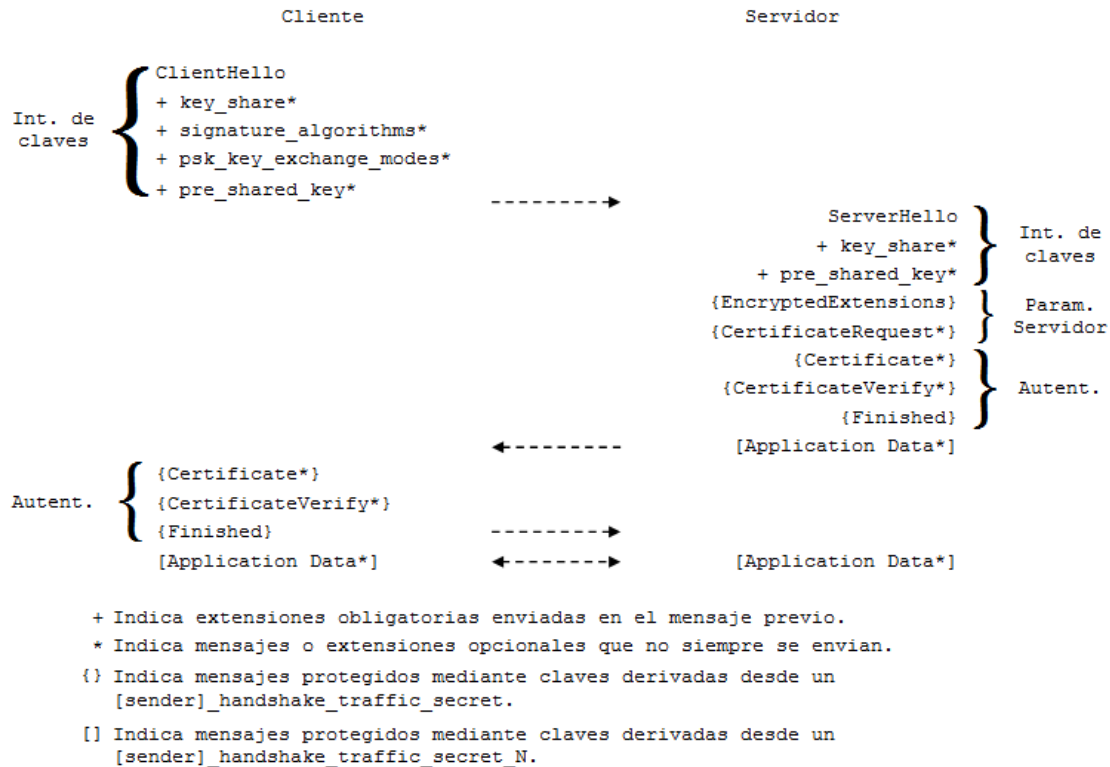 Cliente Servidor
ClientHello
+ key_share*
Int. de
claves
+ signature_algorithms*
+ psk_key_exchange_modes*
+ pre_shared_key*
ServerHello
+ key_share*
Int. de
claves
+ pre_shared_key*
{EncryptedExtensions}
Param.
Servidor
{CertificateRequest*}
{Certificate*}
{CertificateVerify*}
Autent.
{Finished}
[Application Data*]
{Certificate*}
Autent.
{CertificateVerify*}
{Finished}
[Application Data*] [Application Data*]
+ Indica extensiones obligatorias enviadas en el mensaje previo.
* Indica mensajes o extensiones opcionales que no siempre se envian.
{} Indica mensajes protegidos mediante claves derivadas desde un
[sender]_handshake_traffic_secret.
[] Indica mensajes protegidos mediante claves derivadas desde un
[sender]_handshake_traffic_secret_N.